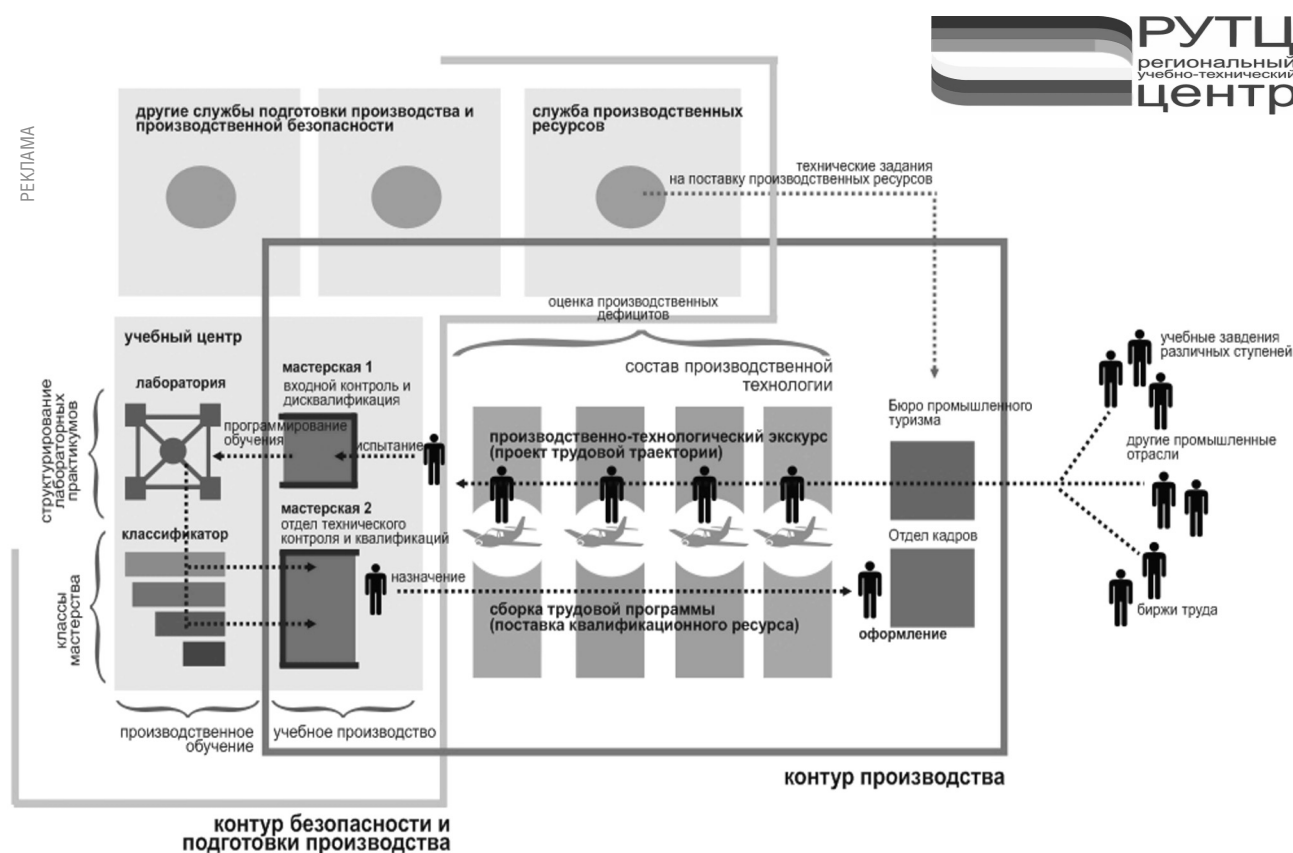 РУТЦ
региональный
учебно-технический
центр
РЕКЛАМА
другие службы подготовки производства и
производственной безопасности
служба производственных
ресурсов
технические задания
на поставку производственных ресурсов
оценка производственных
дефицитов
учебный центр
состав производственной
технологии
учебные завдения
различных ступеней
мастерская 1
входной контроль и
дисквалификация
лаборатория
структурирование
лабораторных
практикумов
программирование
обучения
испытание
производственно-технологический экскурс
(проект трудовой траектории)
Бюро промышленного
туризма
другие промышленные
отрасли
мастерская 2
отдел технического
контроля и квалификаций
классификатор
Отдел кадров
назначение
классы
мастерства
сборка трудовой программы
(поставка квалификационного ресурса)
оформление
биржи труда
производственное
обучение
учебное производство
контур производства
контур безопасности и
подготовки производства